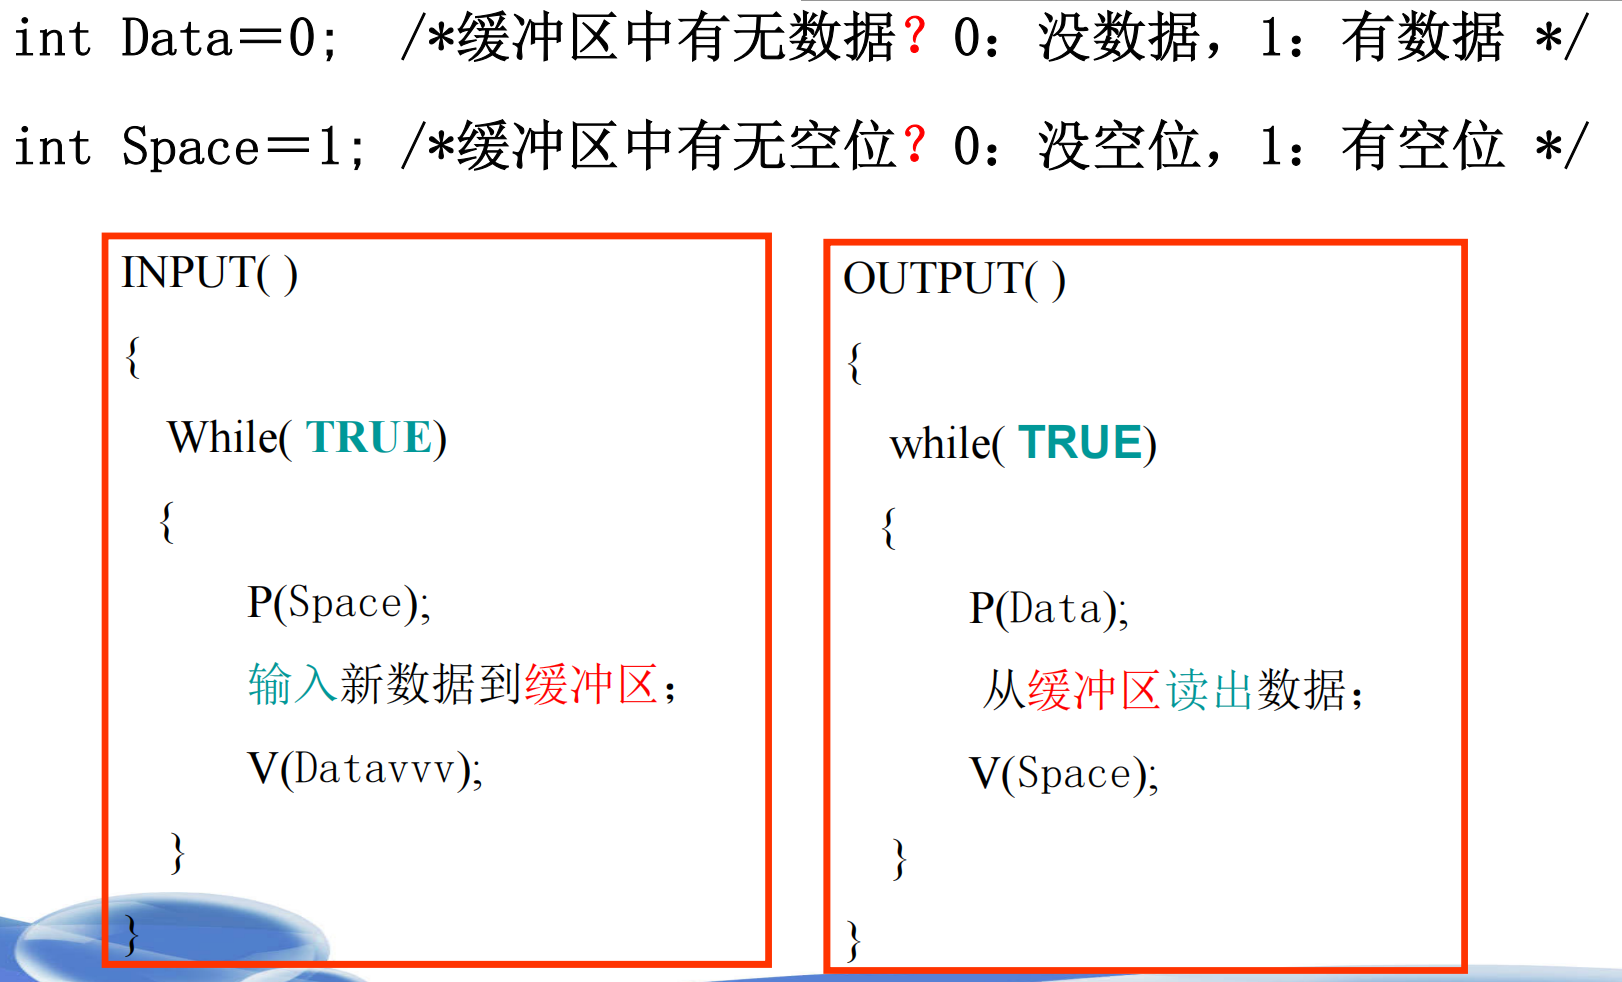 int Data＝0;  /*缓冲区中有无数据？0：没数据，1：有数据 */
int Space＝1; /*缓冲区中有无空位？0：没空位，1：有空位 */
INPUT( )
{
While( TRUE)
{
P(Space);
输入新数据到缓冲区；
V(Datavvv);
}
}
OUTPUT( )
{
while( TRUE)
{
P(Data);
从缓冲区读出数据；
V(Space);
}
}